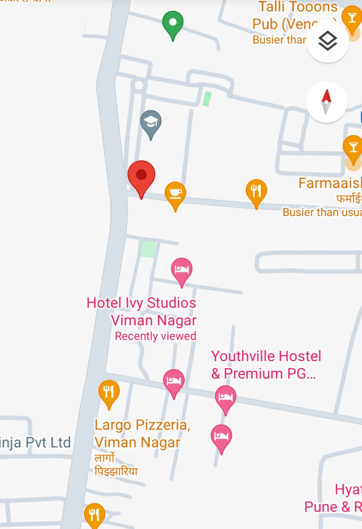 Talli Tooons
Pub (Ven
Busier than
Farmaais
फर्माई
Busier than usu
Hotel Ivy Studios
Viman Nagar
Recently viewed
Youthville Hostel
& Premium PG...
Largo Pizzeria,
Viman Nagar
लार्गो
पिझ्झारिया
inja Pvt Ltd
Hya
Pune & R